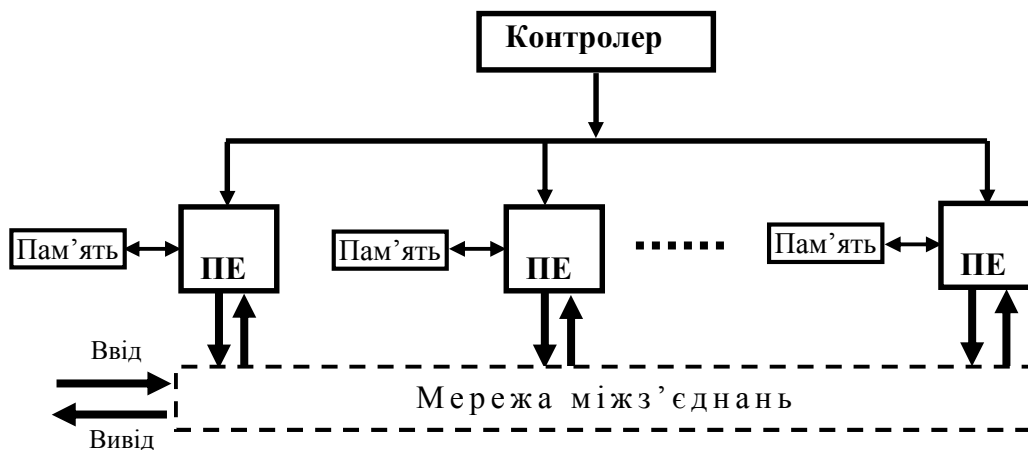 Контролер
Пам’ять
ПЕ
Пам’ять
ПЕ
Пам’ять
ПЕ
Ввід
Мережа міжз’єднань
Вивід